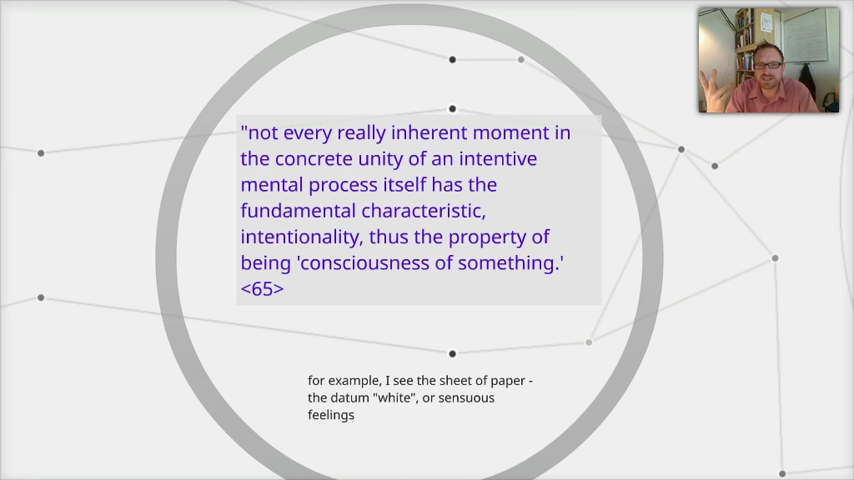 "not every really inherent moment in
the concrete unity of an intentive
mental process itself has the
fundamental characteristic,
intentionality, thus the property of
being 'consciousness of something.'
<65>
for example, I see the sheet of paper -
the datum "white", or sensuous
feelings